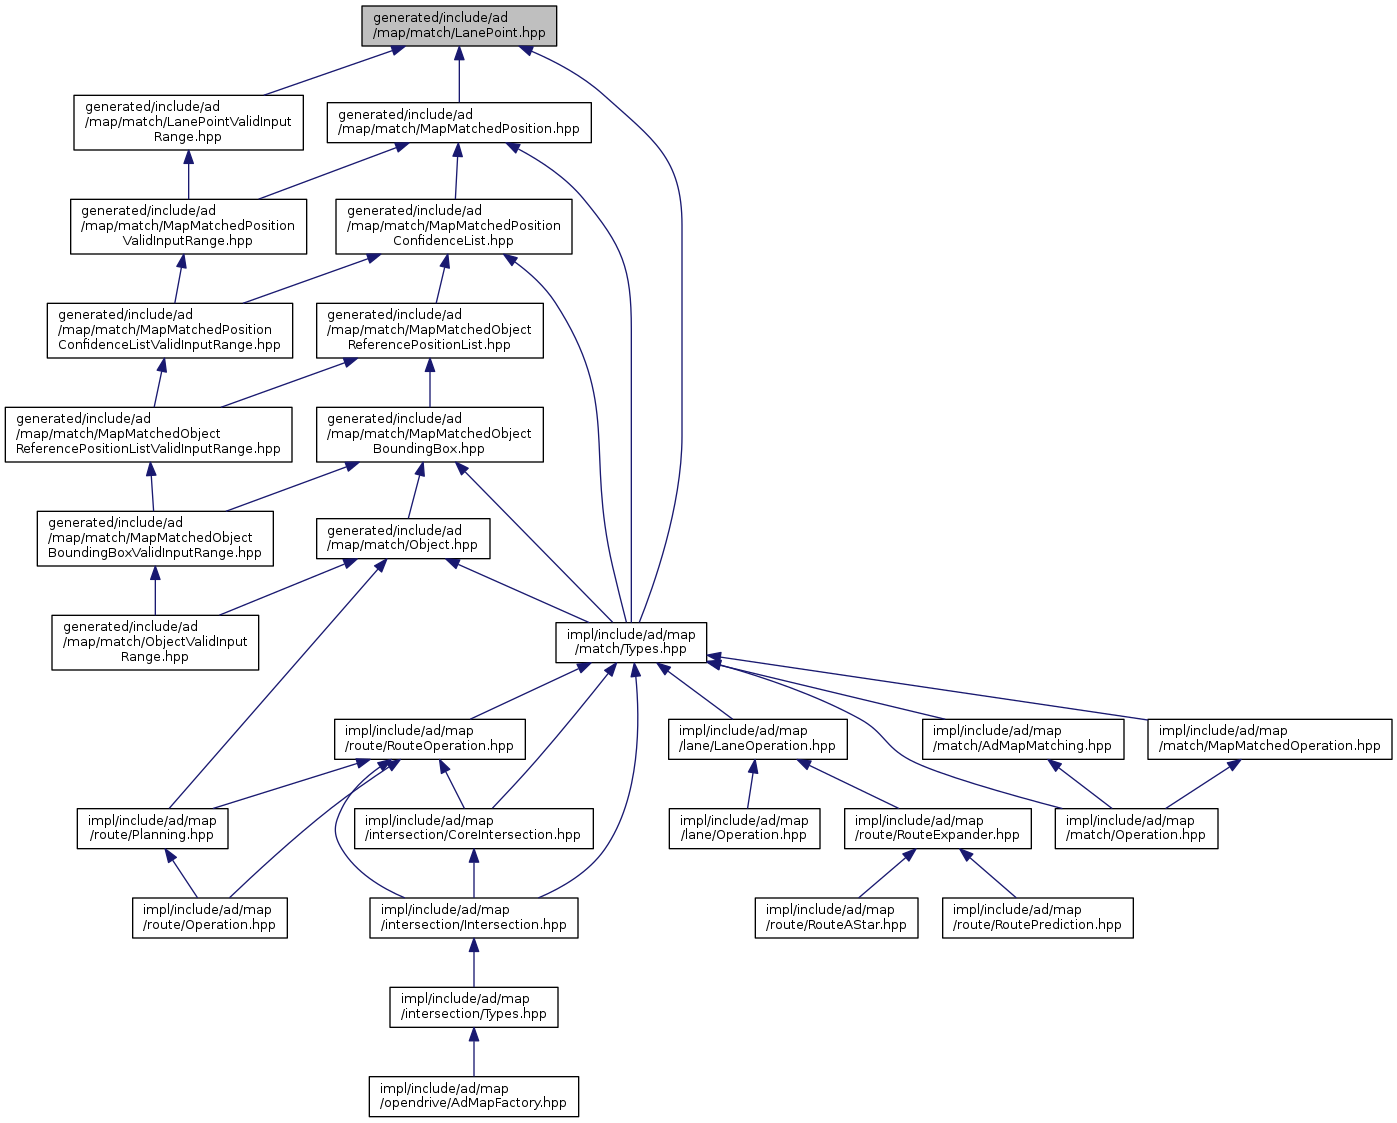 generated/include/ad
/map/match/LanePoint.hpp
generated/include/ad
/map/match/LanePointValidInput
Range.hpp
generated/include/ad
/map/match/MapMatchedPosition.hpp
generated/include/ad
/map/match/MapMatchedPosition
ValidInputRange.hpp
generated/include/ad
/map/match/MapMatchedPosition
ConfidenceList.hpp
generated/include/ad
/map/match/MapMatchedPosition
ConfidenceListValidInputRange.hpp
generated/include/ad
/map/match/MapMatchedObject
ReferencePositionList.hpp
generated/include/ad
/map/match/MapMatchedObject
ReferencePositionListValidInputRange.hpp
generated/include/ad
/map/match/MapMatchedObject
BoundingBox.hpp
generated/include/ad
/map/match/MapMatchedObject
BoundingBoxValidInputRange.hpp
generated/include/ad
/map/match/Object.hpp
generated/include/ad
/map/match/ObjectValidInput
Range.hpp
impl/include/ad/map
/match/Types.hpp
impl/include/ad/map
/route/RouteOperation.hpp
impl/include/ad/map
/lane/LaneOperation.hpp
impl/include/ad/map
/match/AdMapMatching.hpp
impl/include/ad/map
/match/MapMatchedOperation.hpp
impl/include/ad/map
/route/Planning.hpp
impl/include/ad/map
/intersection/CoreIntersection.hpp
impl/include/ad/map
/lane/Operation.hpp
impl/include/ad/map
/route/RouteExpander.hpp
impl/include/ad/map
/match/Operation.hpp
impl/include/ad/map
/route/Operation.hpp
impl/include/ad/map
/intersection/Intersection.hpp
impl/include/ad/map
/route/RouteAStar.hpp
impl/include/ad/map
/route/RoutePrediction.hpp
impl/include/ad/map
/intersection/Types.hpp
impl/include/ad/map
/opendrive/AdMapFactory.hpp